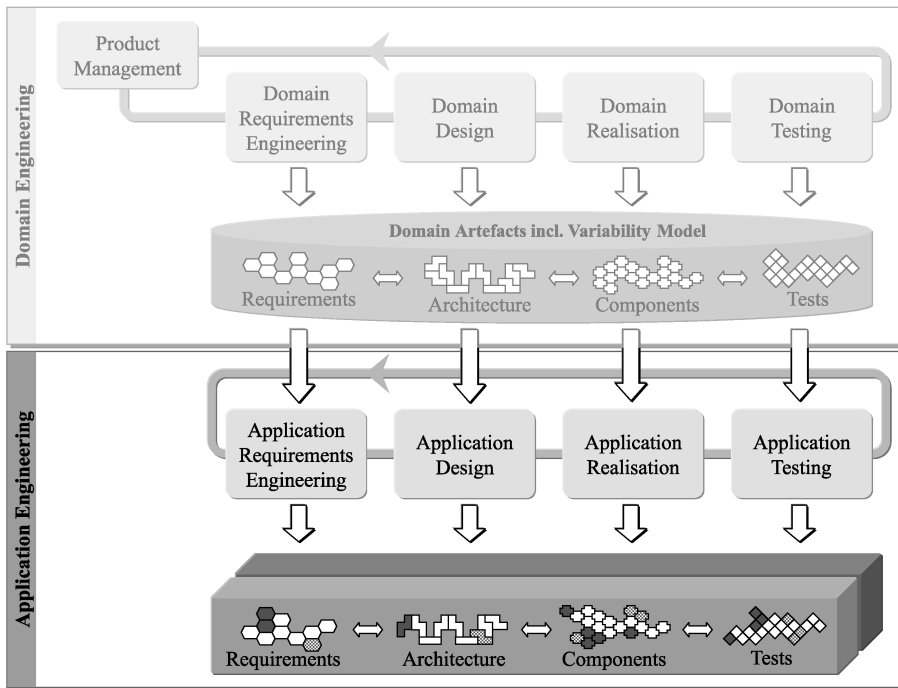 Domain Engineering
Product
Management
Domain
Requirements
Engineering
Domain
Design
Domain
Realisation
Domain
Testing
Domain Artefacts incl. Variability Model
Requirements
Architecture
Components
Tests
Application Engineering
Application
Requirements
Engineering
Application
Design
Application
Realisation
Application
Testing
Requirements
Architecture
Components
Tests